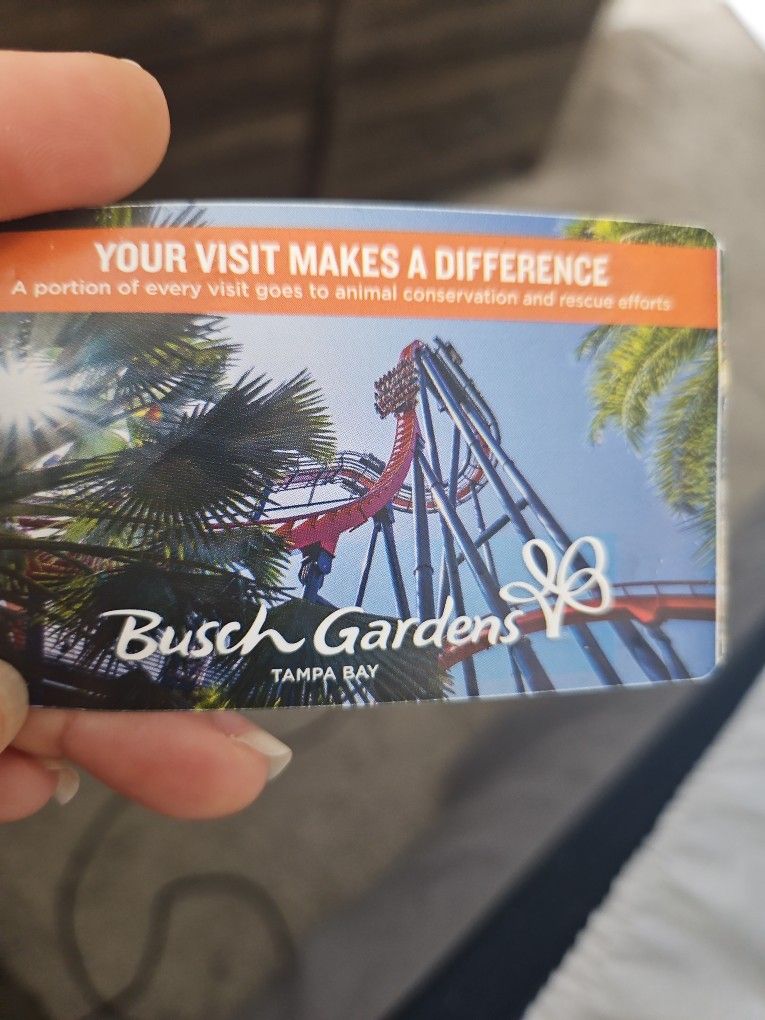 YOUR VISIT MAKES A DIFFERENCE
A portion of every visit goes to animal conservation and rescue efforts
Busch Gardens
TAMPA BAY